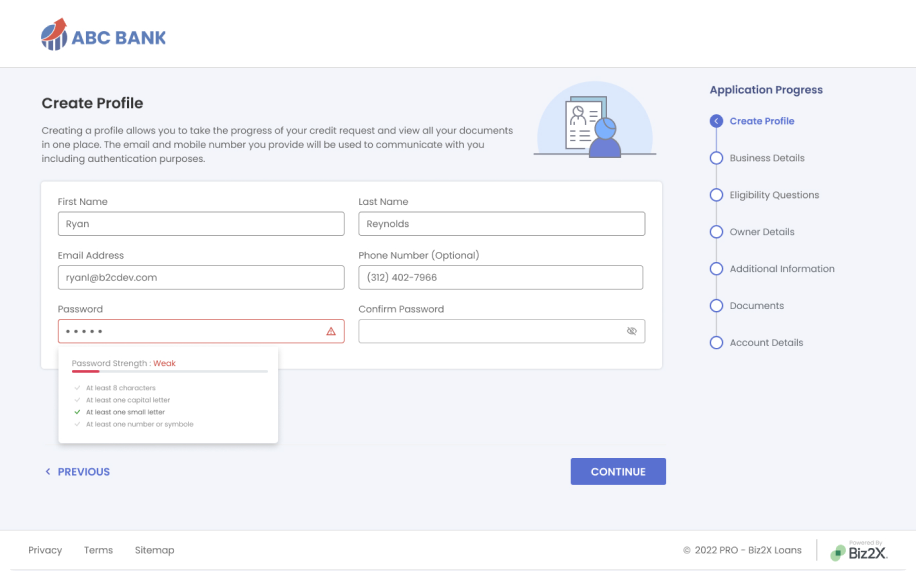 ABC BANK
Create Profile
Creating a profile allows you to take the progress of your credit request and view all your documents
in one place. The email and mobile number you provide will be used to communicate with you
including authentication purposes.
First Name
Last Name
Ryan
Reynolds
Email Address
Phone Number (Optional)
ryanl@b2cdev.com
(312) 402-7966
Password
Confirm Password
•••••
Password Strength : Weak
At least 8 characters
At least one capital letter
At least one small letter
At least one number or symbole
PREVIOUS
CONTINUE
Application Progress
Create Profile
Business Details
Eligibility Questions
Owner Details
Additional Information
Documents
Account Details
Privacy
Terms
Sitemap
© 2022 PRO - Biz2X Loans
Powered By
Biz2X.